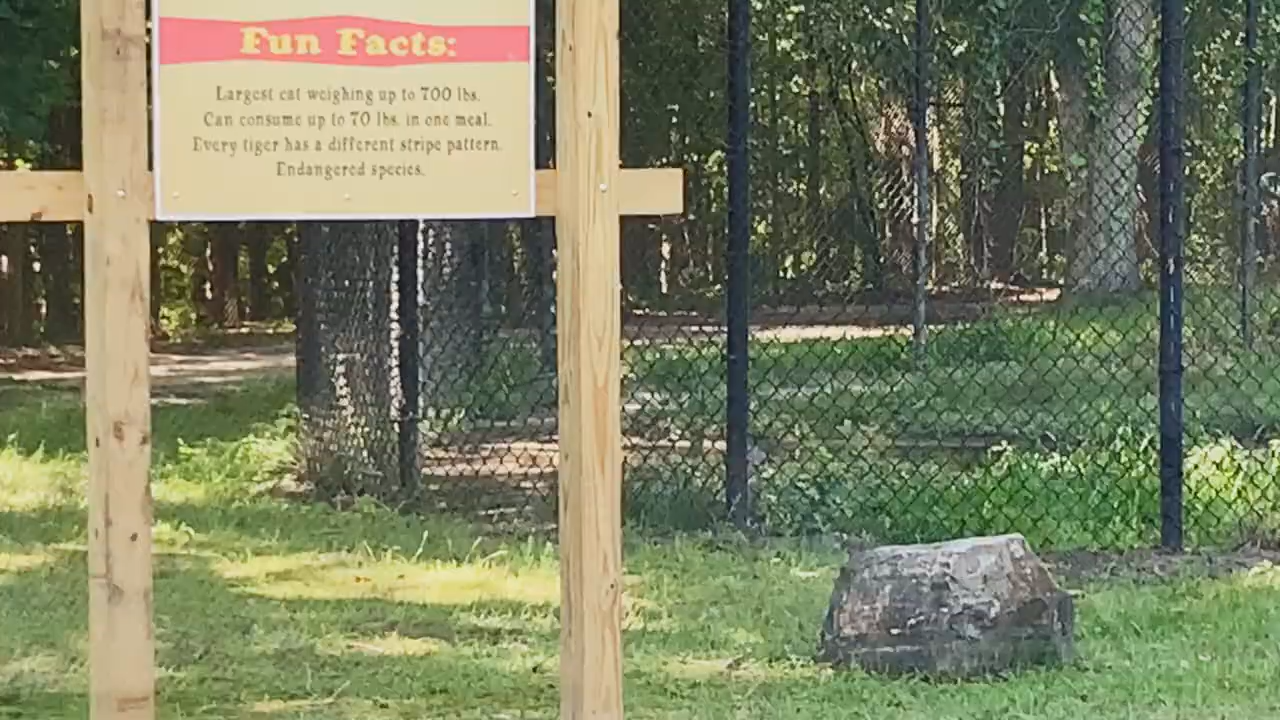 Fun Facts:
Largest cat weighing up to 700 lbs.
Can consume up to 70 lbs. in one meal.
Every tiger has a different stripe pattern.
Endangered species.